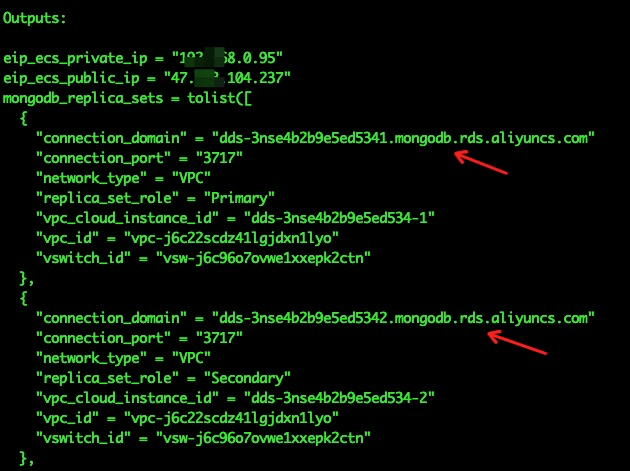 Outputs:
eip_ecs_private_ip = "192. 68.0.95"
eip_ecs_public_ip = "47. .104.237"
mongodb_replica_sets = tolist([
{
"connection_domain" = "dds-3nse4b2b9e5ed5341.mongodb.rds.aliyuncs.com"
"connection_port" = "3717"
"network_type" = "VPC"
"replica_set_role" = "Primary"
"vpc_cloud_instance_id" = "dds-3nse4b2b9e5ed534-1"
"vpc_id" = "vpc-j6c22scdz41lgjdxn1lyo"
"vswitch_id" = "vsw-j6c96o7ovwe1xxepk2ctn"
},
{
"connection_domain" = "dds-3nse4b2b9e5ed5342.mongodb.rds.aliyuncs.com"
"connection_port" = "3717"
"network_type" = "VPC"
"replica_set_role" = "Secondary"
"vpc_cloud_instance_id" = "dds-3nse4b2b9e5ed534-2"
"vpc_id" = "vpc-j6c22scdz41lgjdxn1lyo"
"vswitch_id" = "vsw-j6c96o7ovwe1xxepk2ctn"
},